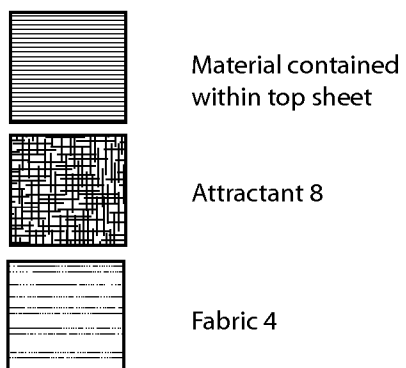 Material contained
within top sheet
Attractant 8
Fabric 4